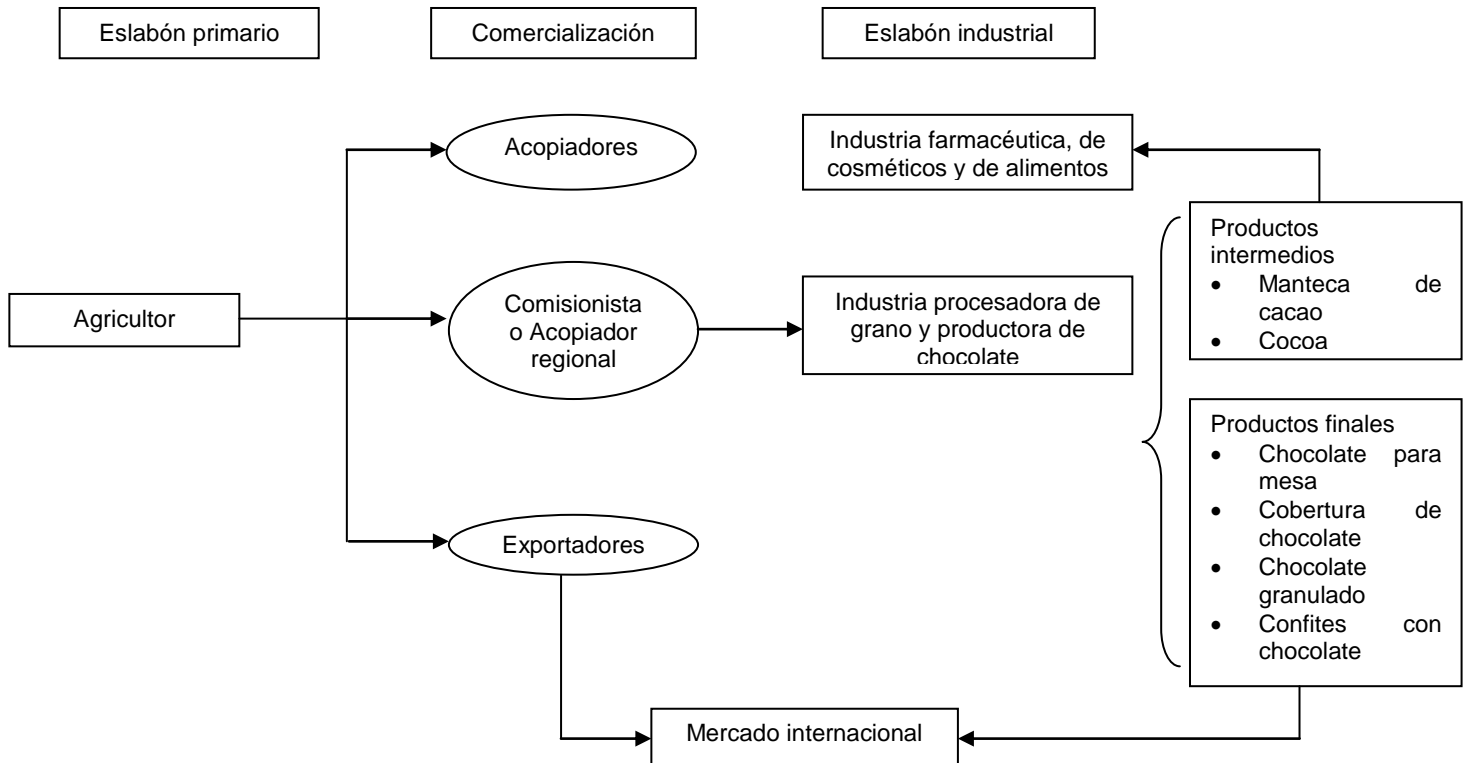 Eslabón primario
Comercialización
Eslabón industrial
Acopiadores
Industria farmacéutica, de
cosméticos y de alimentos
Productos
intermedios
• Manteca de
cacao
• Cocoa
Agricultor
Comisionista
o Acopiador
regional
Industria procesadora de
grano y productora de
chocolate
Productos finales
• Chocolate para
mesa
• Cobertura de
chocolate
• Chocolate
granulado
• Confites con
chocolate
Exportadores
Mercado internacional